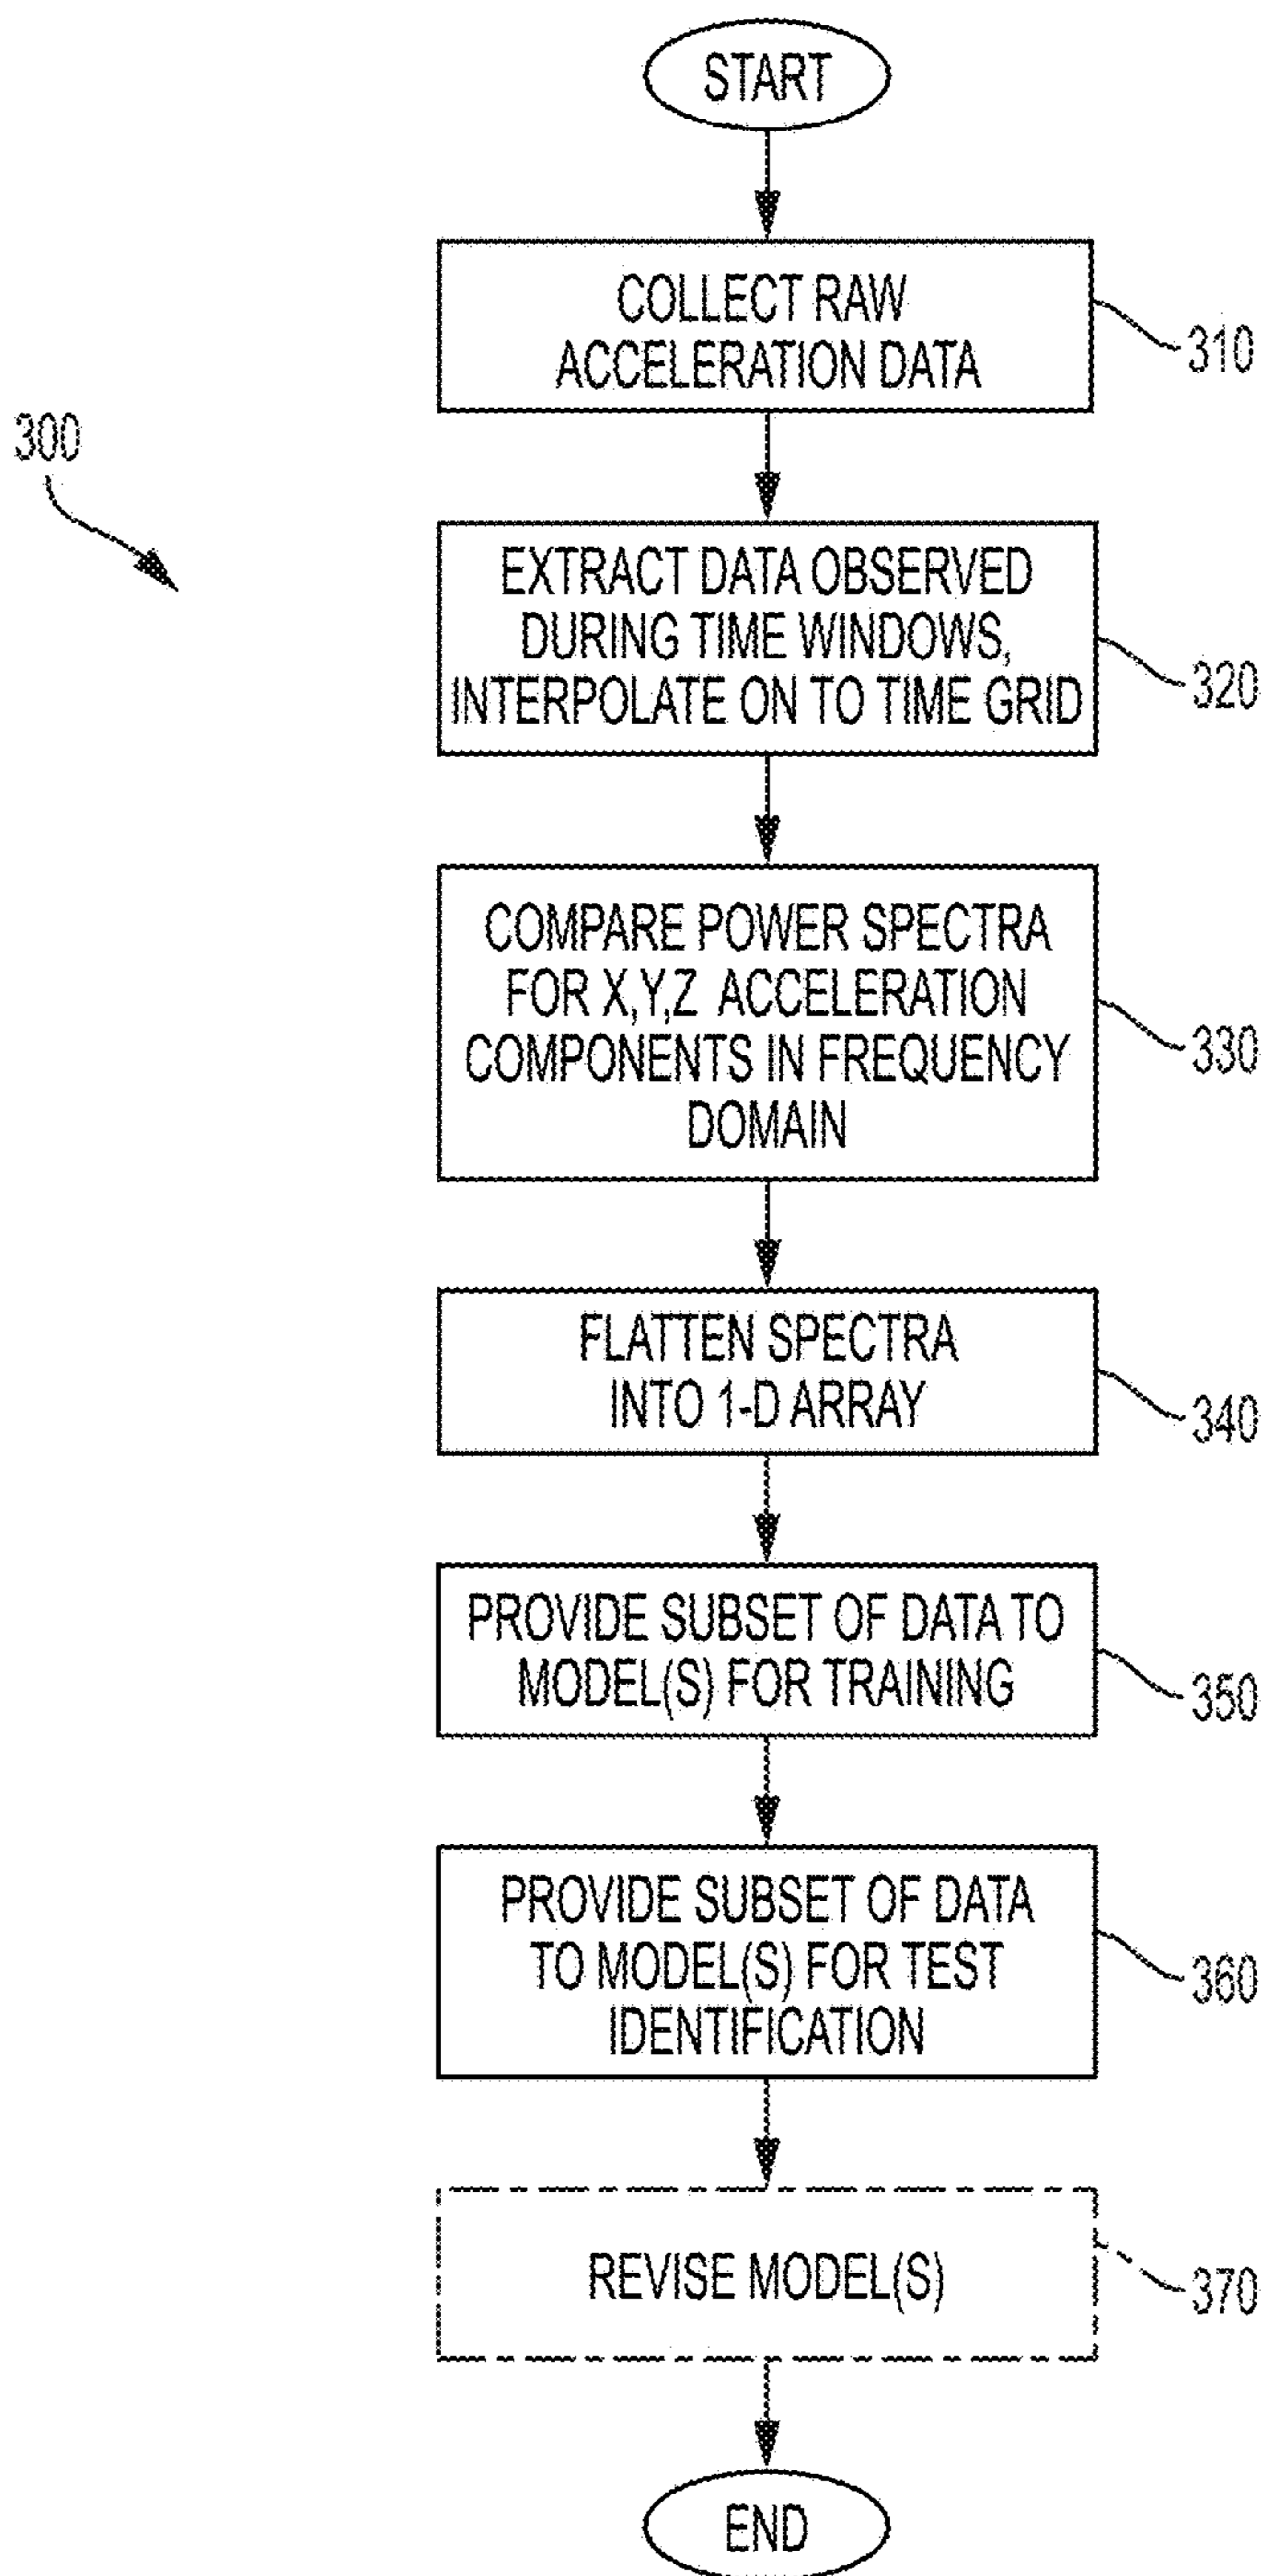 START
COLLECT RAW
ACCELERATION DATA
310
300
EXTRACT DATA OBSERVED
DURING TIME WINDOWS,
INTERPOLATE ON TO TIME GRID
320
COMPARE POWER SPECTRA
FOR X,Y,Z ACCELERATION
COMPONENTS IN FREQUENCY
DOMAIN
330
FLATTEN SPECTRA
INTO 1-D ARRAY
340
PROVIDE SUBSET OF DATA TO
MODEL(S) FOR TRAINING
350
PROVIDE SUBSET OF DATA
TO MODEL(S) FOR TEST
IDENTIFICATION
360
REVISE MODEL(S)
370
END